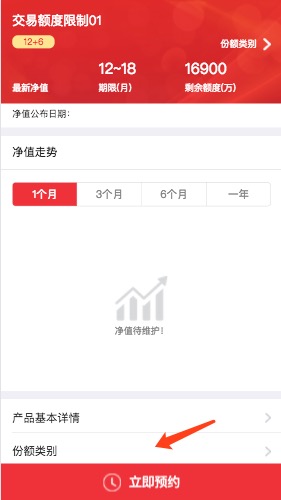 交易额度限制01
12+6
份额类别
12~18
16900
最新净值
期限(月)
剩余额度(万)
净值公布日期:
净值走势
1个月
3个月
6个月
一年
净值待维护!
产品基本详情
份额类别
立即预约